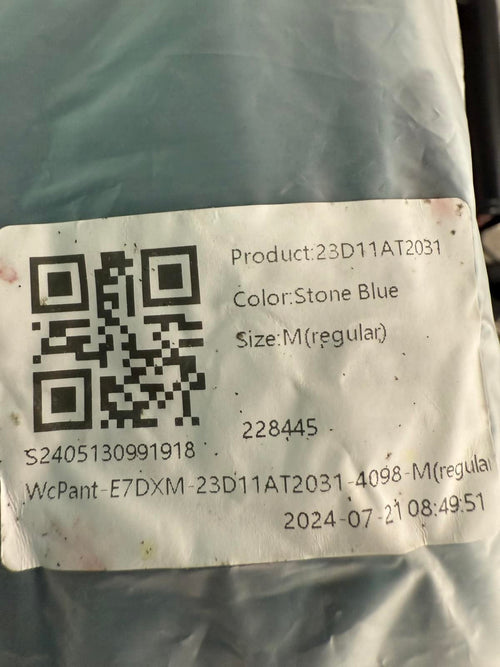 Product:23D11AT2031
Color:Stone Blue
Size:M(regular)
228445
S2405130991918
WcPant-E7DXM-23D11AT2031-4098-M(regular
2024-07-21 08:49:51